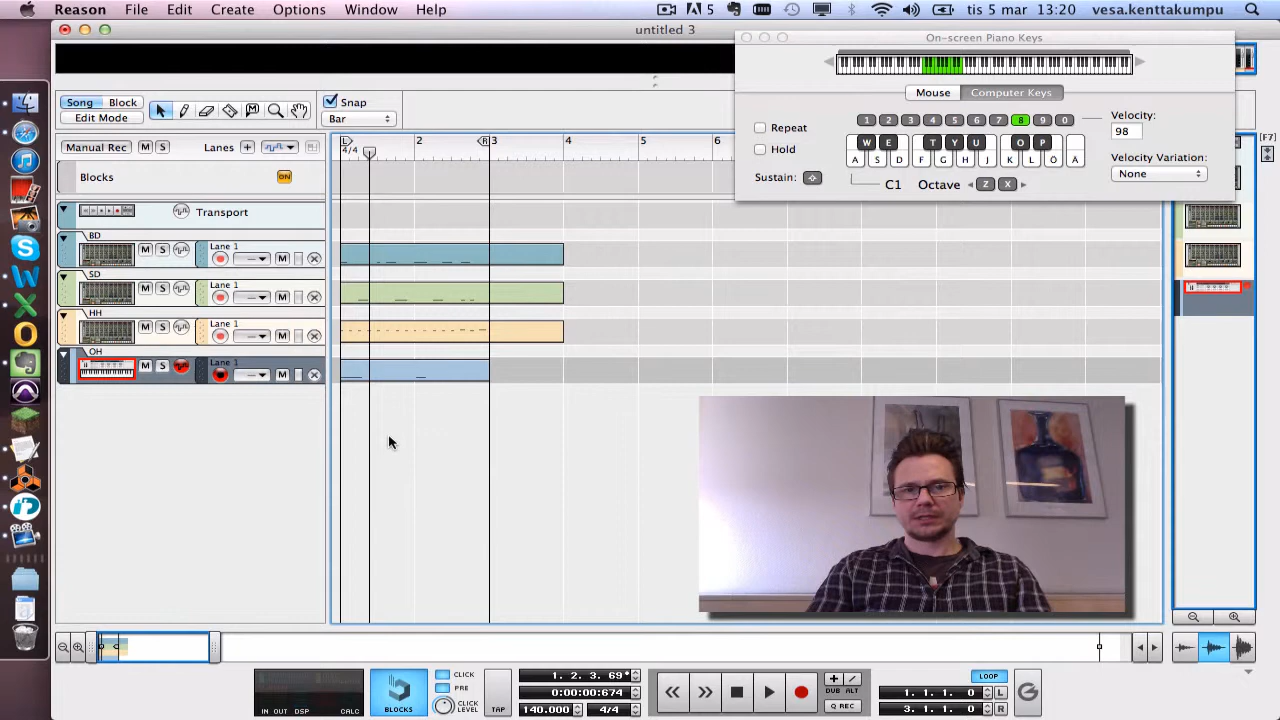 Reason File Edit Create Options Window Help 5 tis 5 mar 13:20 vesa.kenttakumpu
untitled 3
On-screen Piano Keys
Mouse Computer Keys
Song Block
Edit Mode
Snap
Bar
1 2 3 4 5 6 7 8 9 0
Velocity:
98
Repeat
Hold
W E T Y U O P
A S D F G H J K L Ö A
Velocity Variation:
None
Sustain:
C1 Octave Z X
Manual Rec M S Lanes +
L 2 R 3 4 5 6 7
4/4
Blocks ON
Transport
BD
M S Lane 1
M
SD
M S Lane 1
M
HH
M S Lane 1
M
OH
M S Lane 1
M
IN OUT DSP CALC
BLOCKS
CLICK
PRE
CLICK LEVEL
TAP
1. 2. 3. 69*
0:00:00:674
140.000 4/4
DUB ALT
Q REC
LOOP
1. 1. 1. 0 L
3. 1. 1. 0 R